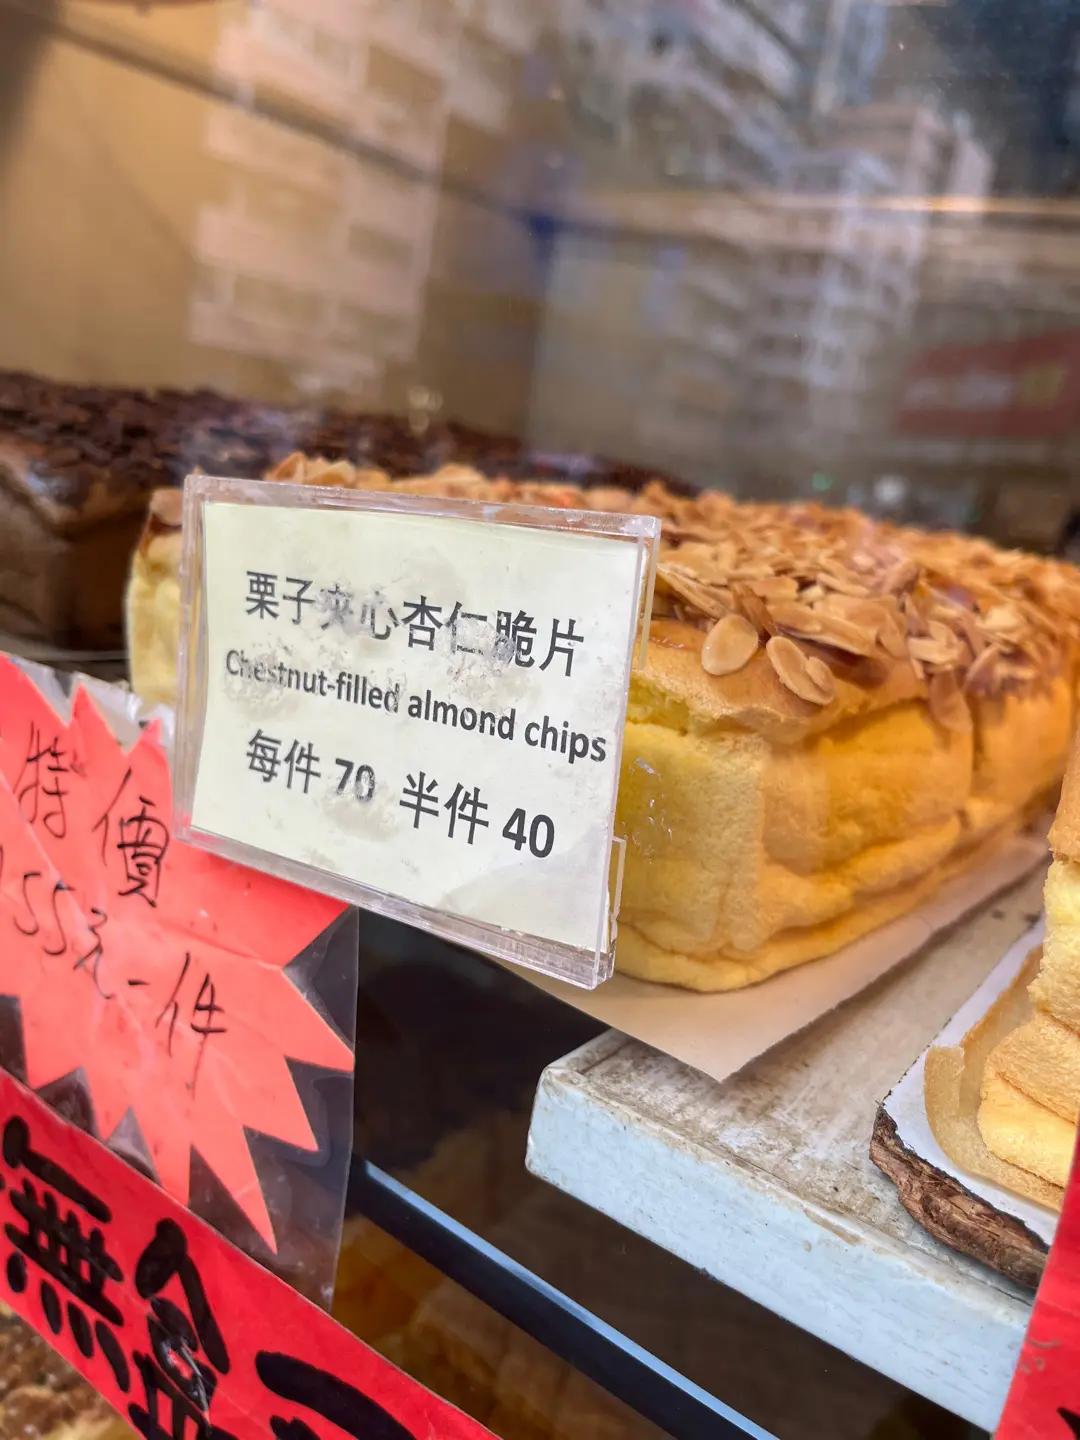 栗子夾心杏仁脆片
Chestnut-filled almond chips
每件 70 半件 40
特價
55元一件
無